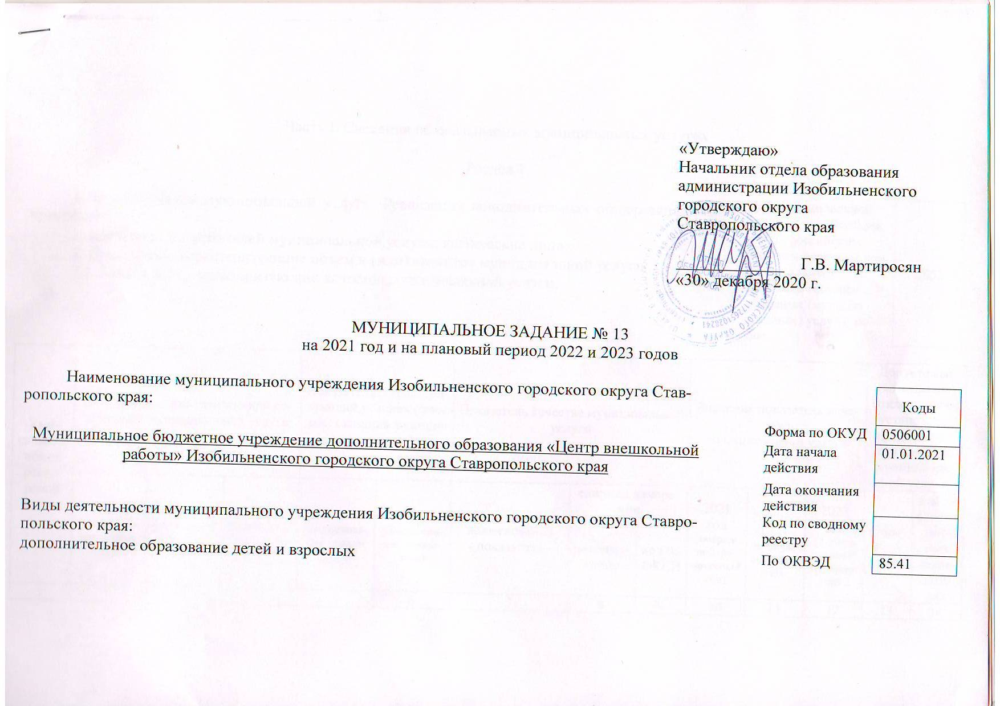 «Утверждаю»
Начальник отдела образования
администрации Изобильненского
городского округа
Ставропольского края
Г.В. Мартиросян
«30» декабря 2020 г.
МУНИЦИПАЛЬНОЕ ЗАДАНИЕ № 13
на 2021 год и на плановый период 2022 и 2023 годов
Наименование муниципального учреждения Изобильненского городского округа Став-
ропольского края:
Муниципальное бюджетное учреждение дополнительного образования «Центр внешкольной
работы» Изобильненского городского округа Ставропольского края
Виды деятельности муниципального учреждения Изобильненского городского округа Ставро-
польского края:
дополнительное образование детей и взрослых
Коды
Форма по ОКУД 0506001
Дата начала 01.01.2021
действия
Дата окончания
действия
Код по сводному
реестру
По ОКВЭД 85.41